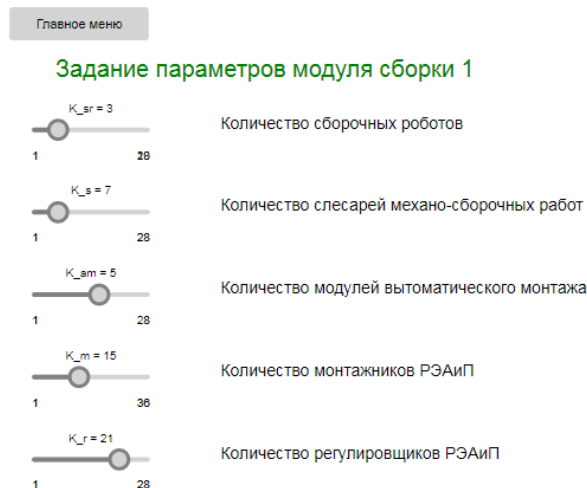 Главное меню
Задание параметров модуля сборки 1
K_sr = 3
Количество сборочных роботов
1 28
K_s = 7
Количество слесарей механо-сборочных работ
1 28
K_am = 5
Количество модулей вытоматического монтажа
1 28
K_m = 15
Количество монтажников РЭАиП
1 36
K_r = 21
Количество регулировщиков РЭАиП
1 28